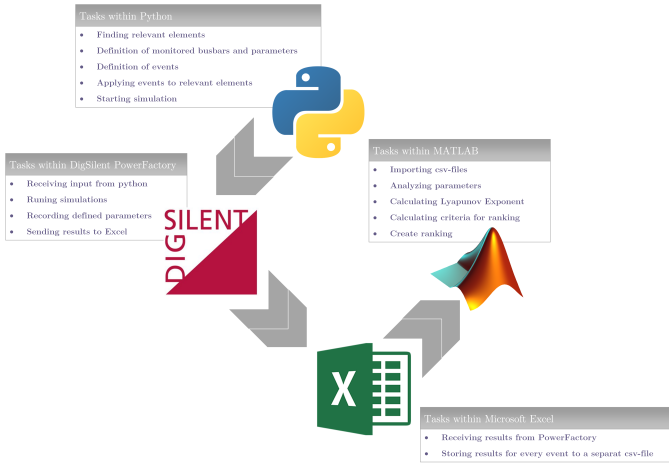 Tasks within Python
• Finding relevant elements
• Definition of monitored busbars and parameters
• Definition of events
• Applying events to relevant elements
• Starting simulation
Tasks within DigSilent PowerFactory
• Receiving input from python
• Runing simulations
• Recording defined parameters
• Sending results to Excel
DIG
SILENT
Tasks within MATLAB
• Importing csv-files
• Analyzing parameters
• Calculating Lyapunov Exponent
• Calculating criteria for ranking
• Create ranking
X
Tasks within Microsoft Excel
• Receiving results from PowerFactory
• Storing results for every event to a separat csv-file